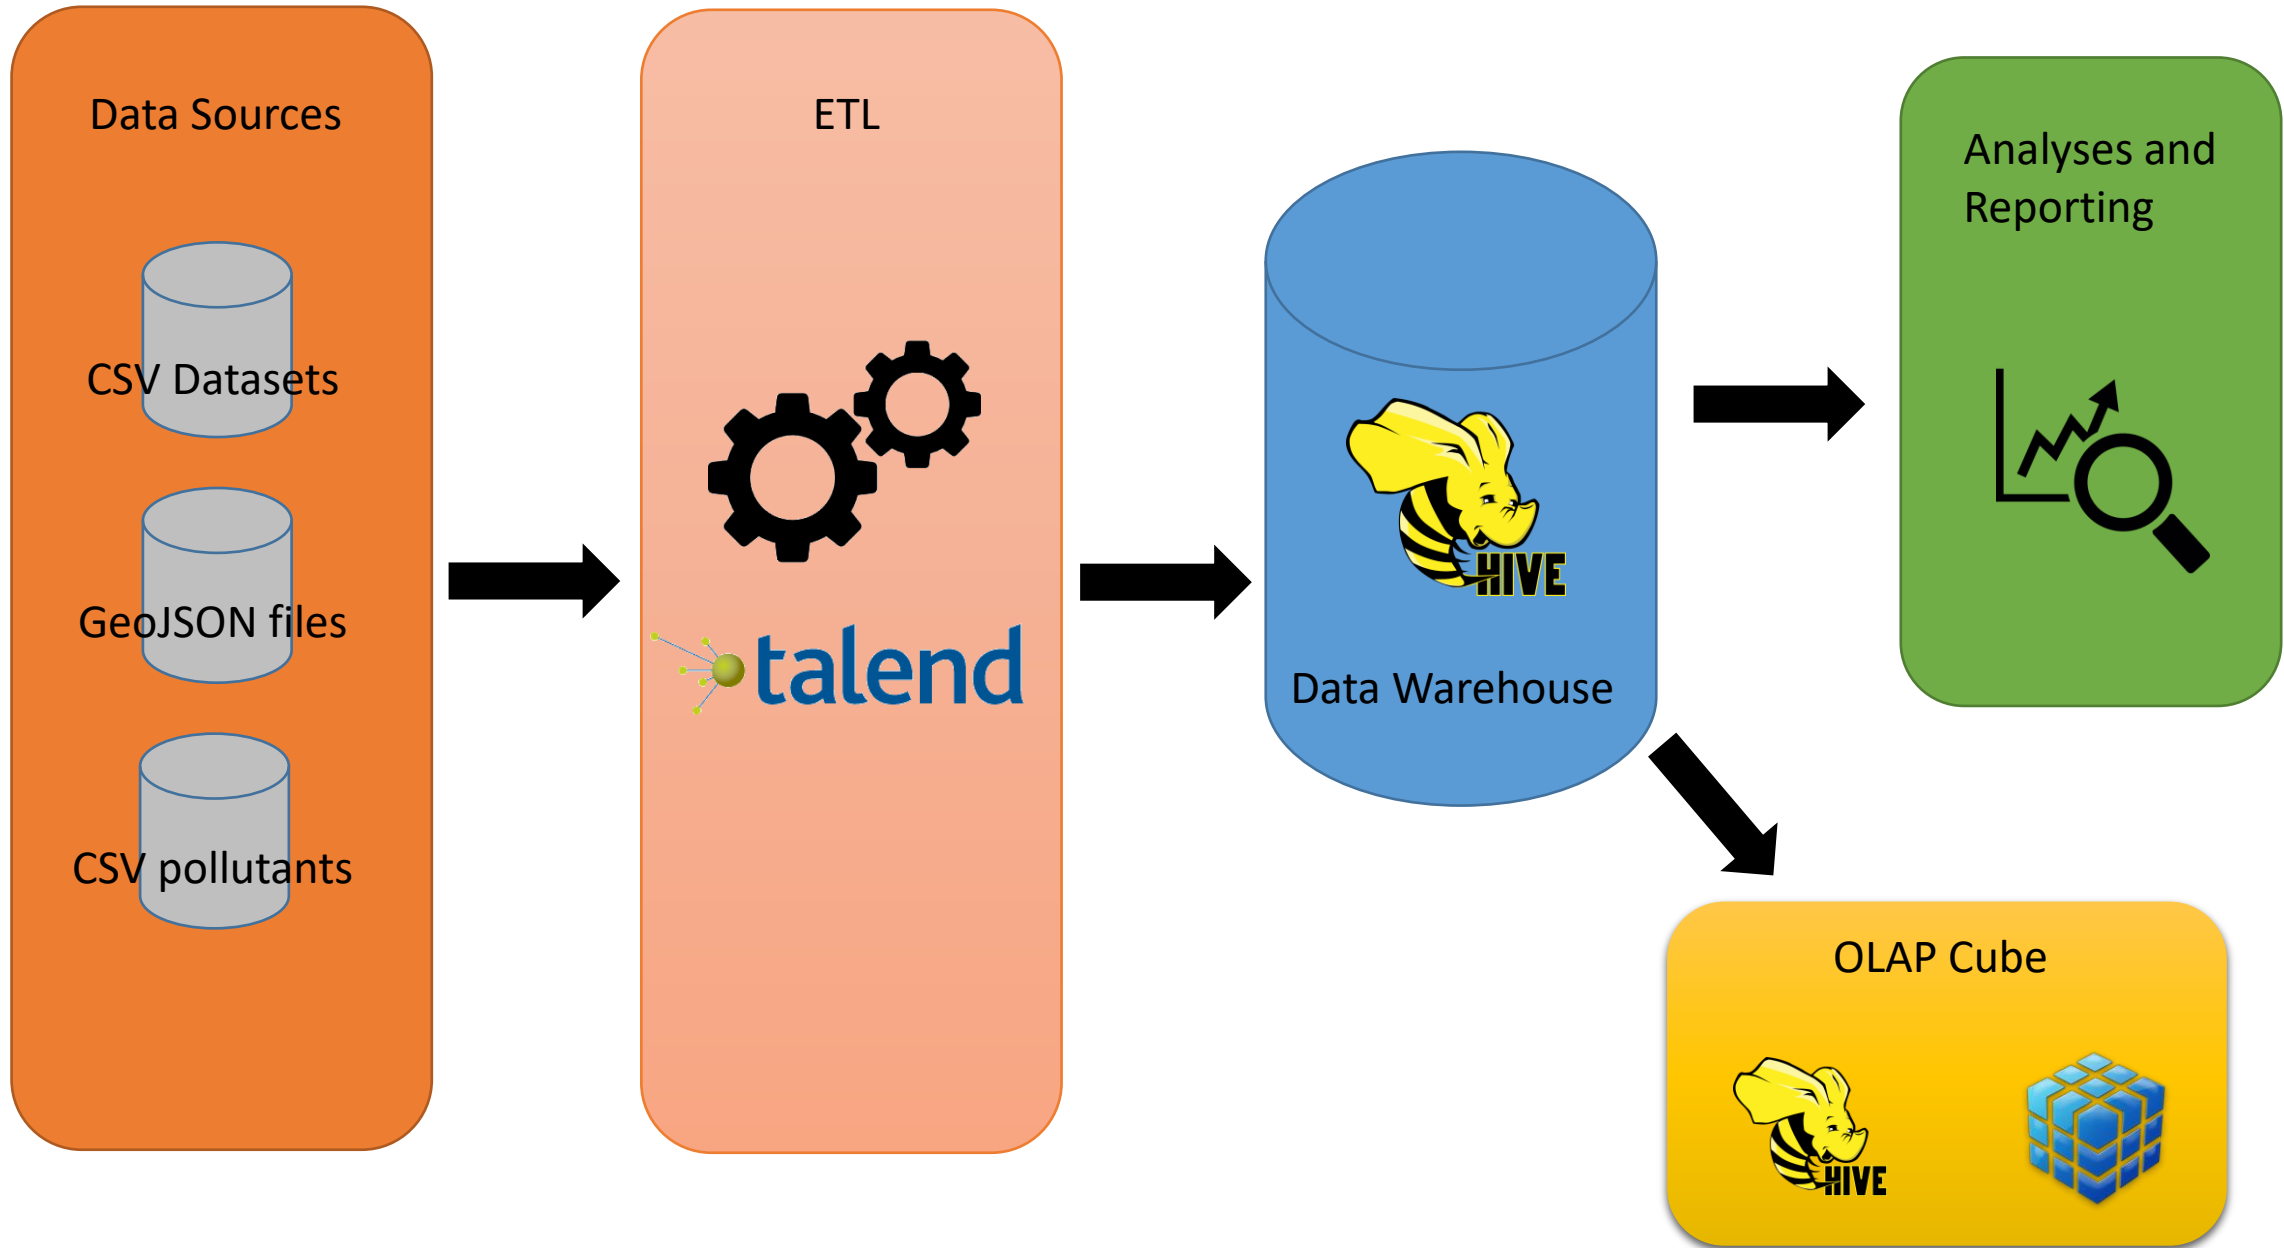 Data Sources
CSV Datasets
GeoJSON files
CSV pollutants
ETL
talend
HIVE
Data Warehouse
Analyses and
Reporting
OLAP Cube
HIVE